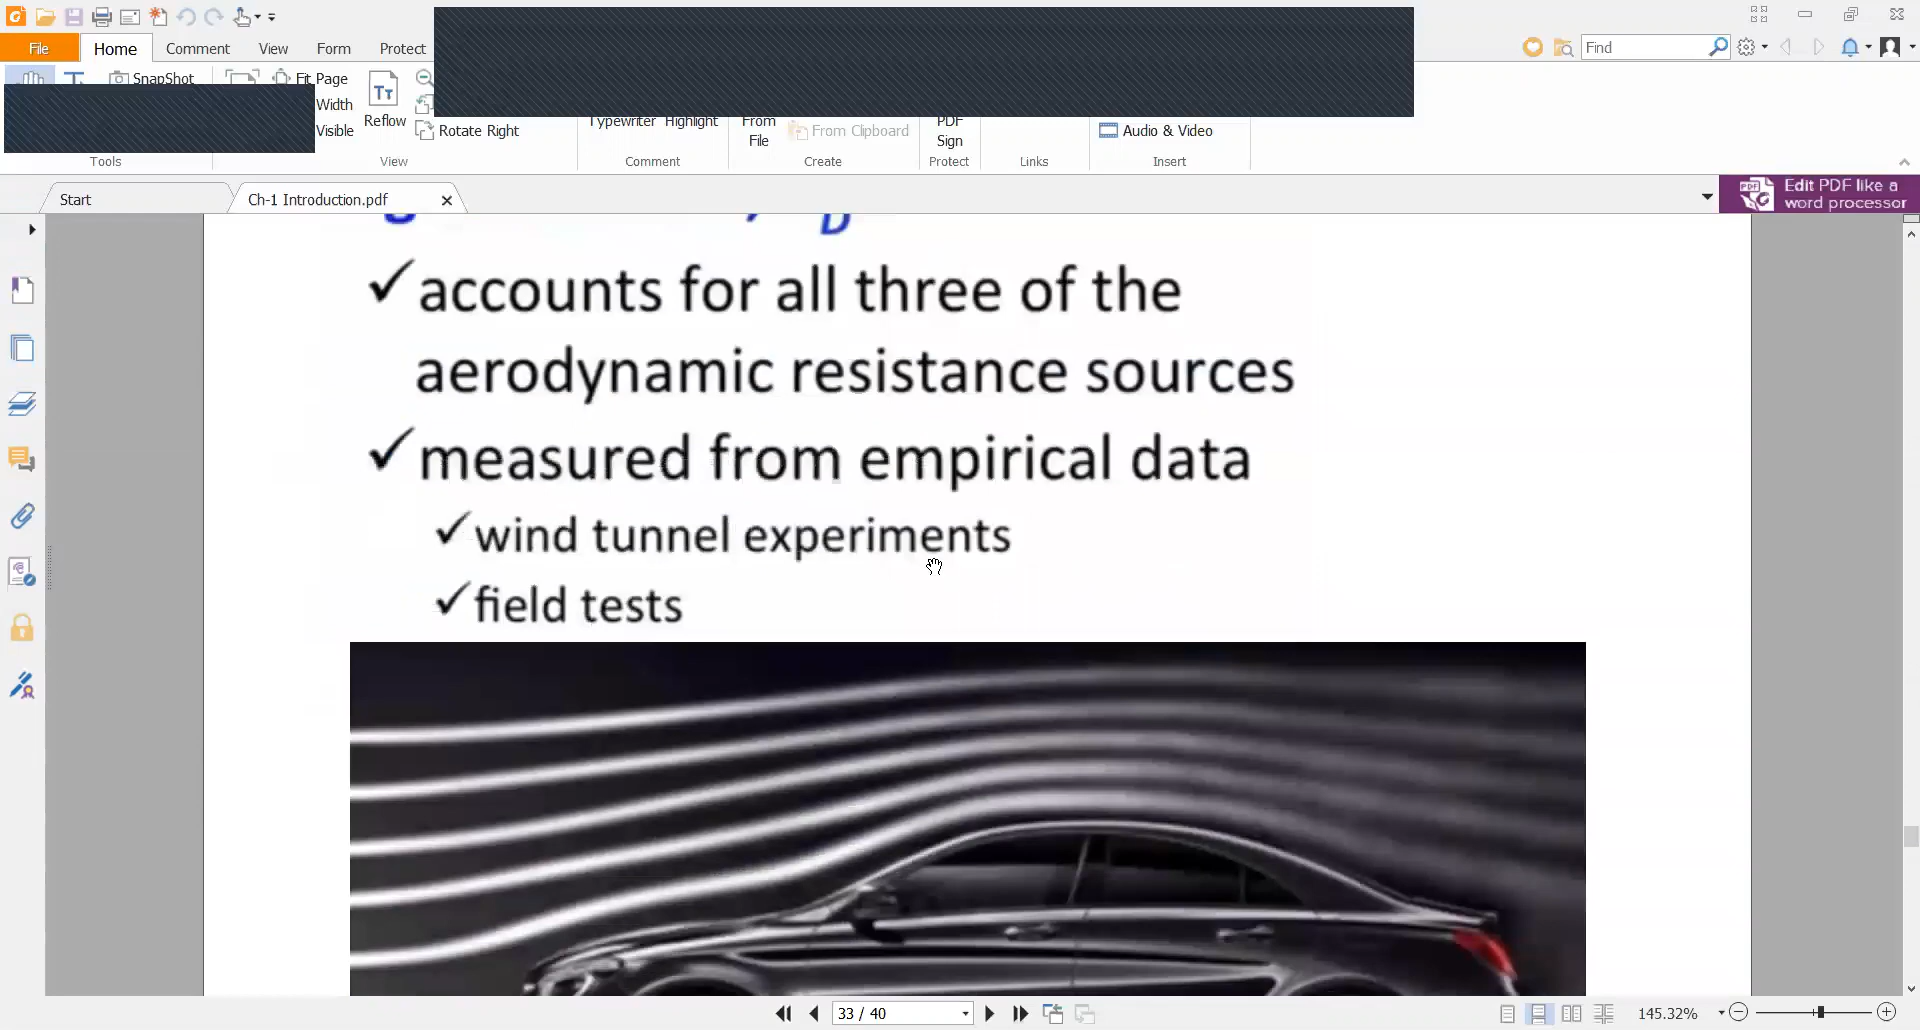 Find
File Home Comment View Form Protect
SnapShot
Fit Page
Width
Visible
Reflow
Rotate Right
Typewriter Highlight
From
File
From Clipboard
PDF
Sign
Audio & Video
Tools View Comment Create Protect Links Insert
Start
Ch-1 Introduction.pdf
Edit PDF like a
word processor
D
✓accounts for all three of the
aerodynamic resistance sources
✓measured from empirical data
✓wind tunnel experiments
✓field tests
33 / 40
145.32%